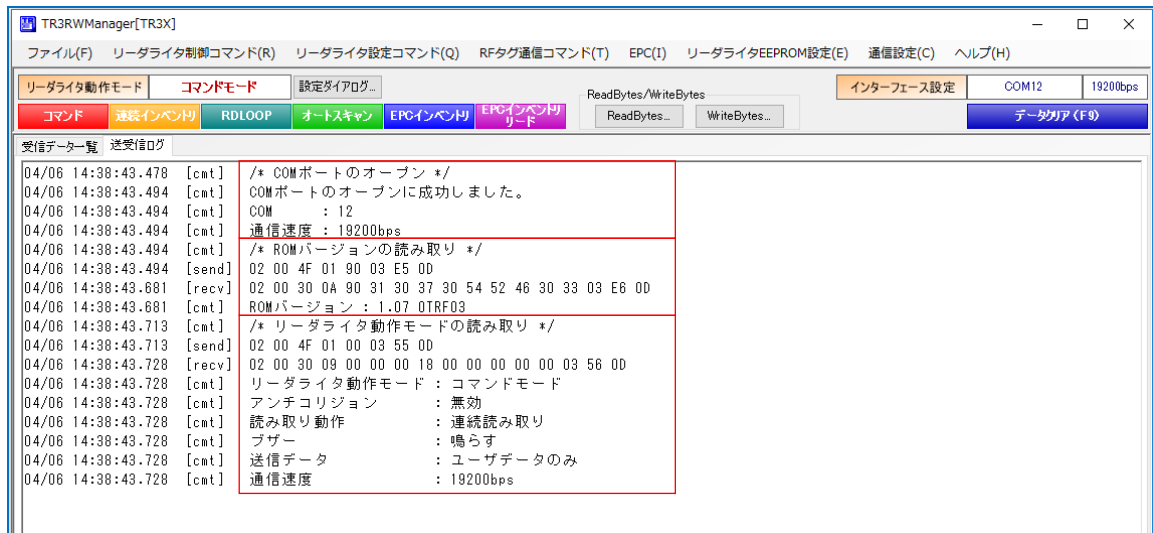 TR3RWManager[TR3X]
ファイル(F) リーダライタ制御コマンド(R) リーダライタ設定コマンド(Q) RFタグ通信コマンド(T) EPC(I) リーダライタEEPROM設定(E) 通信設定(C) ヘルプ(H)
リーダライタ動作モード コマンドモード 設定ダイアログ... ReadBytes/WriteBytes インターフェース設定 COM12 19200bps
コマンド 連続インベントリ RDLOOP オートスキャン EPCインベントリ EPCインベントリリード ReadBytes... WriteBytes... データクリア(F9)
受信データ一覧 送受信ログ
04/06 14:38:43.478 [cmt] /* COMポートのオープン */
04/06 14:38:43.494 [cmt] COMポートのオープンに成功しました。
04/06 14:38:43.494 [cmt] COM : 12
04/06 14:38:43.494 [cmt] 通信速度 : 19200bps
04/06 14:38:43.494 [cmt] /* ROMバージョンの読み取り */
04/06 14:38:43.494 [send] 02 00 4F 01 90 03 E5 0D
04/06 14:38:43.681 [recv] 02 00 30 0A 90 31 30 37 30 54 52 46 30 33 03 E6 0D
04/06 14:38:43.681 [cmt] ROMバージョン : 1.07 0TRF03
04/06 14:38:43.713 [cmt] /* リーダライタ動作モードの読み取り */
04/06 14:38:43.713 [send] 02 00 4F 01 00 03 55 0D
04/06 14:38:43.728 [recv] 02 00 30 09 00 00 00 18 00 00 00 00 00 03 56 0D
04/06 14:38:43.728 [cmt] リーダライタ動作モード : コマンドモード
04/06 14:38:43.728 [cmt] アンチコリジョン : 無効
04/06 14:38:43.728 [cmt] 読み取り動作 : 連続読み取り
04/06 14:38:43.728 [cmt] ブザー : 鳴らす
04/06 14:38:43.728 [cmt] 送信データ : ユーザデータのみ
04/06 14:38:43.728 [cmt] 通信速度 : 19200bps